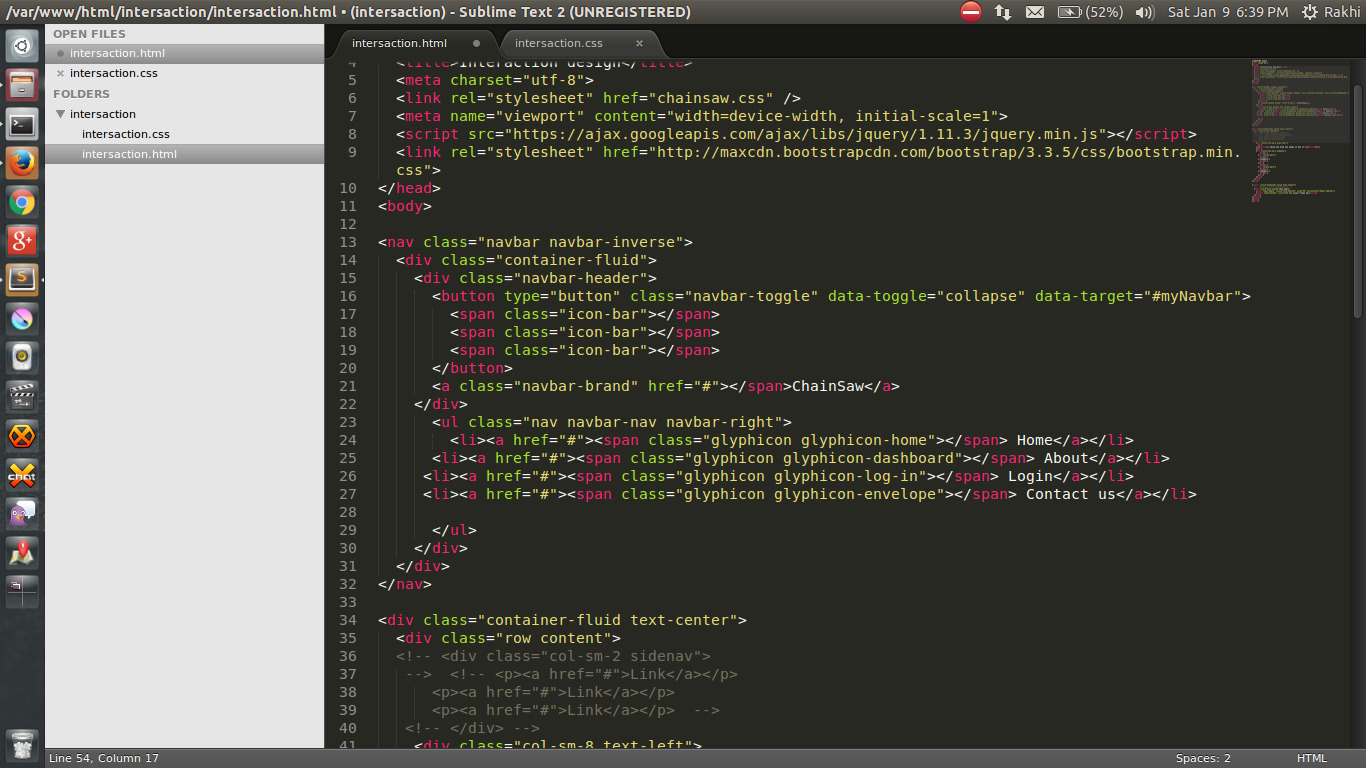 /var/www/html/intersaction/intersaction.html • (intersaction) - Sublime Text 2 (UNREGISTERED)
(52%)
Sat Jan 9 6:39 PM
Rakhi
OPEN FILES
intersaction.html
intersaction.css
FOLDERS
intersaction
intersaction.css
intersaction.html
intersaction.html
intersaction.css
4 <title>Interaction design</title>
5 <meta charset="utf-8">
6 <link rel="stylesheet" href="chainsaw.css" />
7 <meta name="viewport" content="width=device-width, initial-scale=1">
8 <script src="https://ajax.googleapis.com/ajax/libs/jquery/1.11.3/jquery.min.js"></script>
9 <link rel="stylesheet" href="http://maxcdn.bootstrapcdn.com/bootstrap/3.3.5/css/bootstrap.min.
css">
10 </head>
11 <body>
12
13 <nav class="navbar navbar-inverse">
14 <div class="container-fluid">
15 <div class="navbar-header">
16 <button type="button" class="navbar-toggle" data-toggle="collapse" data-target="#myNavbar">
17 <span class="icon-bar"></span>
18 <span class="icon-bar"></span>
19 <span class="icon-bar"></span>
20 </button>
21 <a class="navbar-brand" href="#"></span>ChainSaw</a>
22 </div>
23 <ul class="nav navbar-nav navbar-right">
24 <li><a href="#"><span class="glyphicon glyphicon-home"></span> Home</a></li>
25 <li><a href="#"><span class="glyphicon glyphicon-dashboard"></span> About</a></li>
26 <li><a href="#"><span class="glyphicon glyphicon-log-in"></span> Login</a></li>
27 <li><a href="#"><span class="glyphicon glyphicon-envelope"></span> Contact us</a></li>
28
29 </ul>
30 </div>
31 </div>
32 </nav>
33
34 <div class="container-fluid text-center">
35 <div class="row content">
36 <!-- <div class="col-sm-2 sidenav">
37 --> <!-- <p><a href="#">Link</a></p>
38 <p><a href="#">Link</a></p>
39 <p><a href="#">Link</a></p> -->
40 <!-- </div> -->
41 <div class="col-sm-8 text-left">
Line 54, Column 17
Spaces: 2
HTML